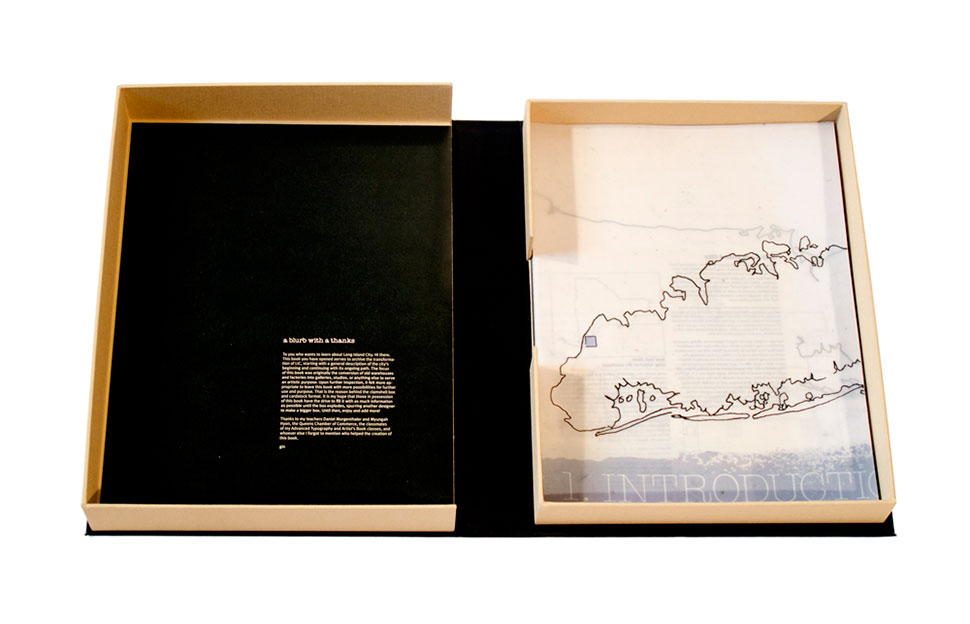 a blurb with a thanks
To you who wants to learn about Long Island City, Hi there.
This book you have opened serves to archive the transforma-
tion of LIC, starting with a general description of the city's
beginning and continuing with its ongoing path. The focus
of this book was originally the conversion of old warehouses
and factories into galleries, studios, or anything else to serve
an artistic purpose. Upon further inspection, it felt more ap-
propriate to leave this book with more possibilities for further
use and purpose. That is the reason behind the clamshell box
and cardstock format. It is my hope that those in possession
of this book have the drive to fill it with as much information
as possible until the box explodes, spurring another designer
to make a bigger box. Until then, enjoy and add more!
Thanks to my teachers Daniel Morgenthaler and Myungah
Hyon, the Queens Chamber of Commerce, the classmates
of my Advanced Typography and Artist's Book classes, and
whoever else I forgot to mention who helped the creation of
this book.
1. INTRODUCTIO